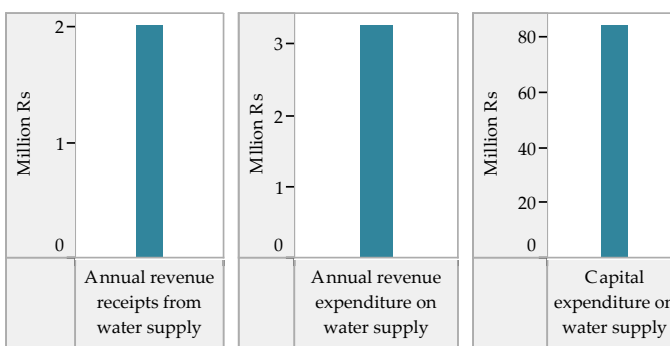 2
1
0
Million Rs
Annual revenue
receipts from
water supply
3
2
1
0
Mllion Rs
Annual revenue
expenditure on
water supply
80
60
40
20
0
Million Rs
Capital
expenditure on
water supply